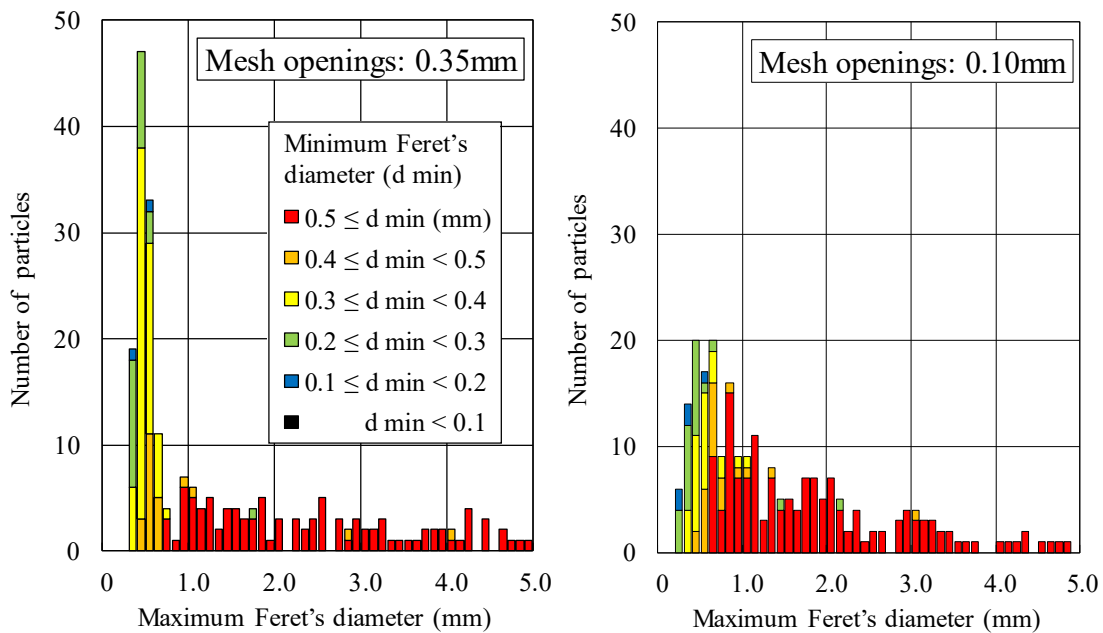 50
40
30
20
10
0
Number of particles
Mesh openings: 0.35mm
Minimum Feret's
diameter (d min)
0.5 ≤ d min (mm)
0.4 ≤ d min < 0.5
0.3 ≤ d min < 0.4
0.2 ≤ d min < 0.3
0.1 ≤ d min < 0.2
d min < 0.1
0 1.0 2.0 3.0 4.0 5.0
Maximum Feret's diameter (mm)
50
40
30
20
10
0
Number of particles
Mesh openings: 0.10mm
0 1.0 2.0 3.0 4.0 5.0
Maximum Feret's diameter (mm)